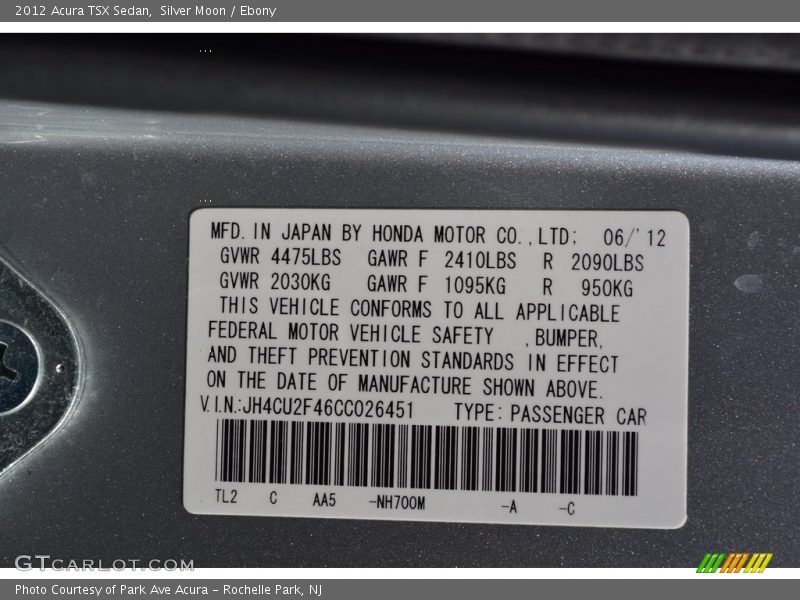 2012 Acura TSX Sedan, Silver Moon / Ebony
MFD. IN JAPAN BY HONDA MOTOR CO.,LTD; 06/'12
GVWR 4475LBS GAWR F 2410LBS R 2090LBS
GVWR 2030KG GAWR F 1095KG R 950KG
THIS VEHICLE CONFORMS TO ALL APPLICABLE
FEDERAL MOTOR VEHICLE SAFETY ,BUMPER,
AND THEFT PREVENTION STANDARDS IN EFFECT
ON THE DATE OF MANUFACTURE SHOWN ABOVE.
V.I.N.:JH4CU2F46CC026451 TYPE: PASSENGER CAR
TL2 C AA5 -NH700M -A -C
GTCARLOT.COM
Photo Courtesy of Park Ave Acura - Rochelle Park, NJ